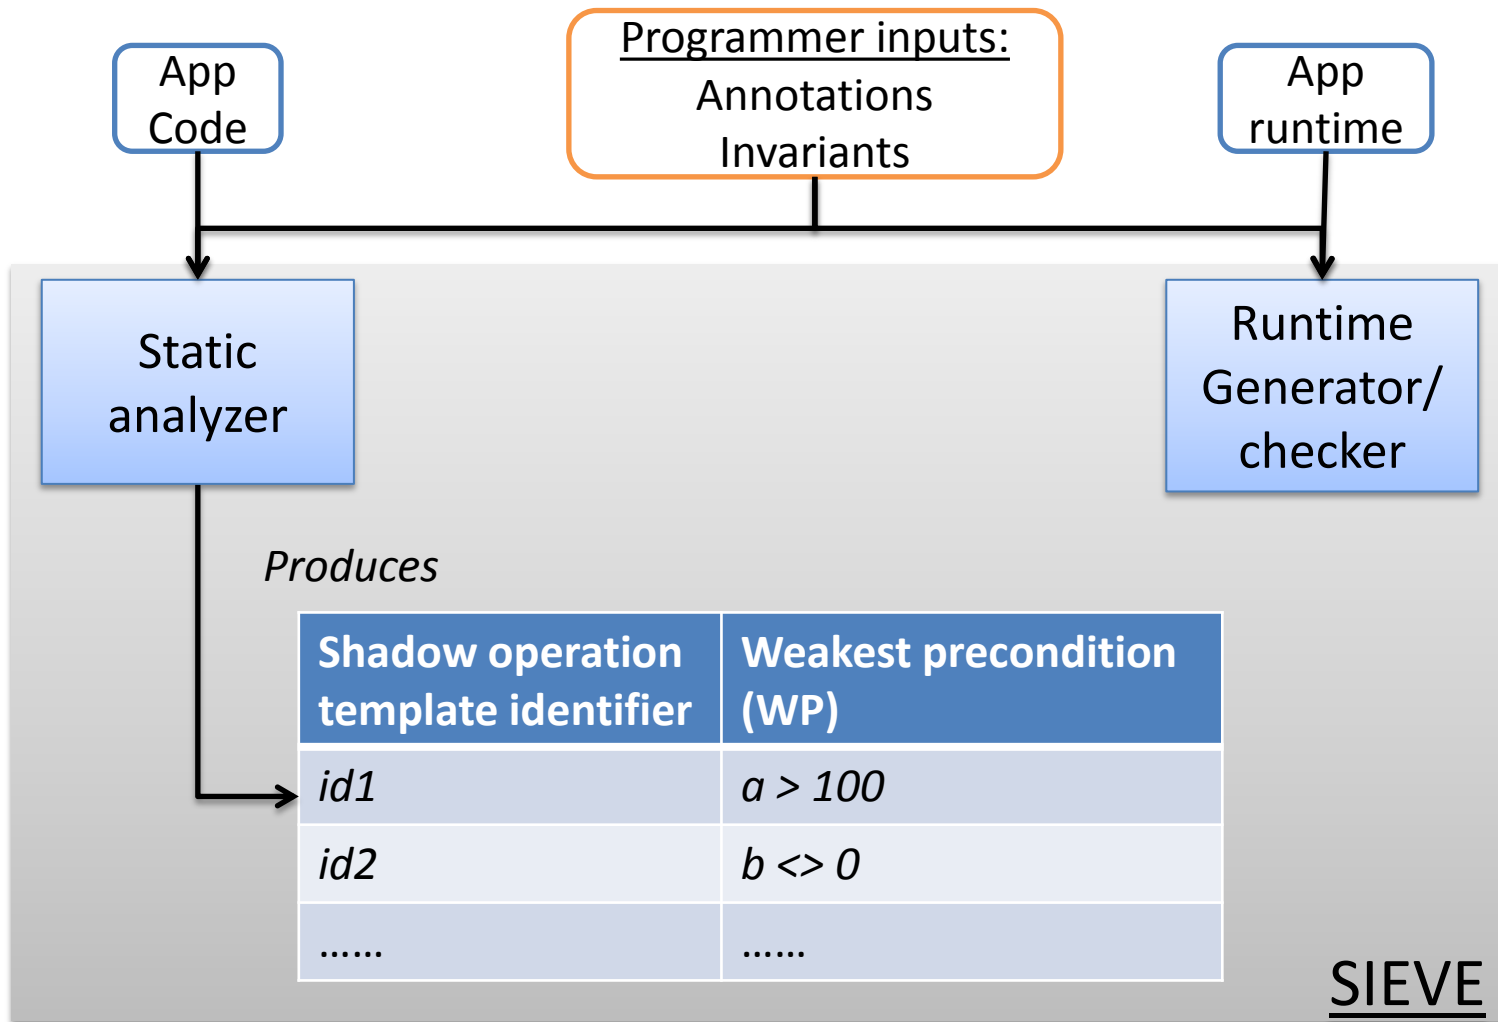 App
Code
Programmer inputs:
Annotations
Invariants
App
runtime
Static
analyzer
Runtime
Generator/
checker
Produces
Shadow operation
template identifier
Weakest precondition
(WP)
id1
a > 100
id2
b <> 0
......
......
SIEVE